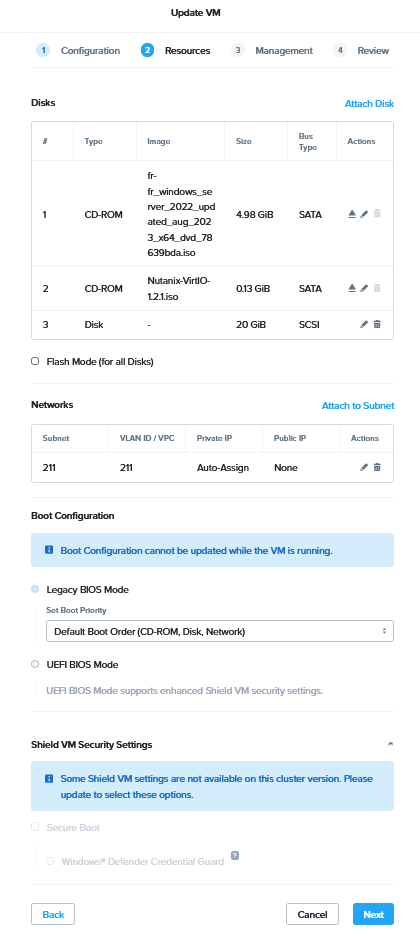 Update VM
1 Configuration 2 Resources 3 Management 4 Review
Disks Attach Disk
# Type Image Size Bus Type Actions
fr-
fr_windows_se
rver_2022_upd
1 CD-ROM ated_aug_202 4.98 GiB SATA
3_x64_dvd_78
639bda.iso
2 CD-ROM Nutanix-VirtIO- 0.13 GiB SATA
1.2.1.iso
3 Disk - 20 GiB SCSI
Flash Mode (for all Disks)
Networks Attach to Subnet
Subnet VLAN ID / VPC Private IP Public IP Actions
211 211 Auto-Assign None
Boot Configuration
Boot Configuration cannot be updated while the VM is running.
Legacy BIOS Mode
Set Boot Priority
Default Boot Order (CD-ROM, Disk, Network)
UEFI BIOS Mode
UEFI BIOS Mode supports enhanced Shield VM security settings.
Shield VM Security Settings
Some Shield VM settings are not available on this cluster version. Please
update to select these options.
Secure Boot
Windows® Defender Credential Guard ?
Back Cancel Next